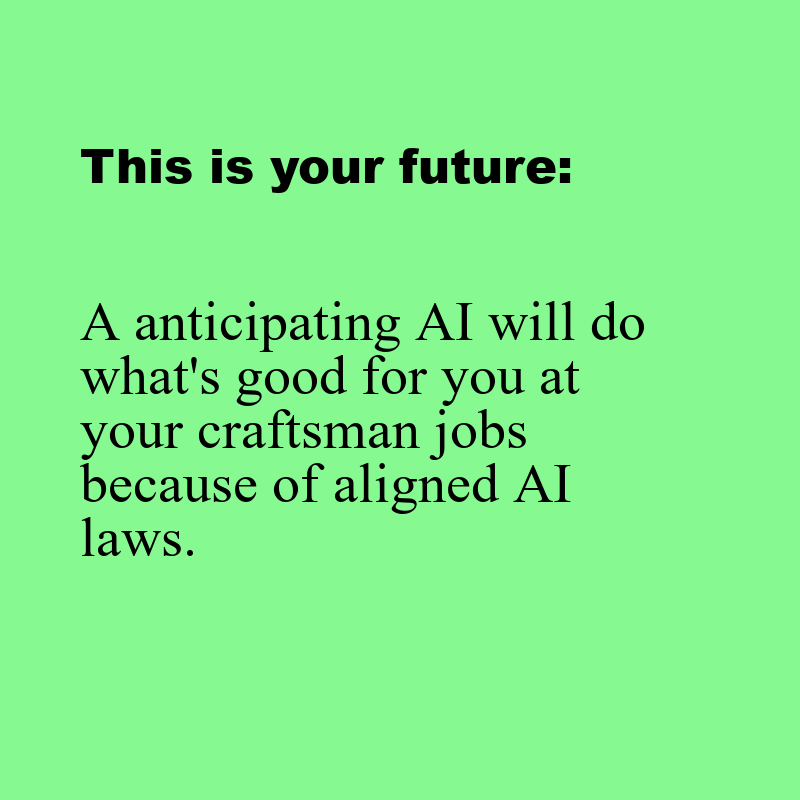 This is your future:
A anticipating AI will do
what's good for you at
your craftsman jobs
because of aligned AI
laws.